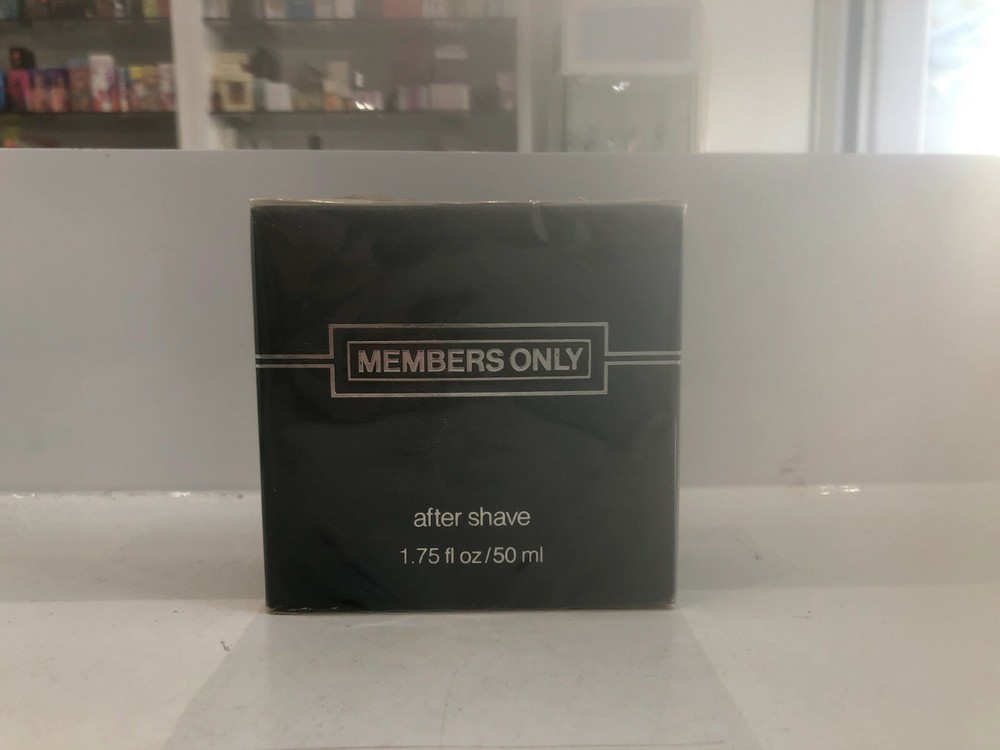 MEMBERS ONLY
after shave
1.75 fl oz/50 ml